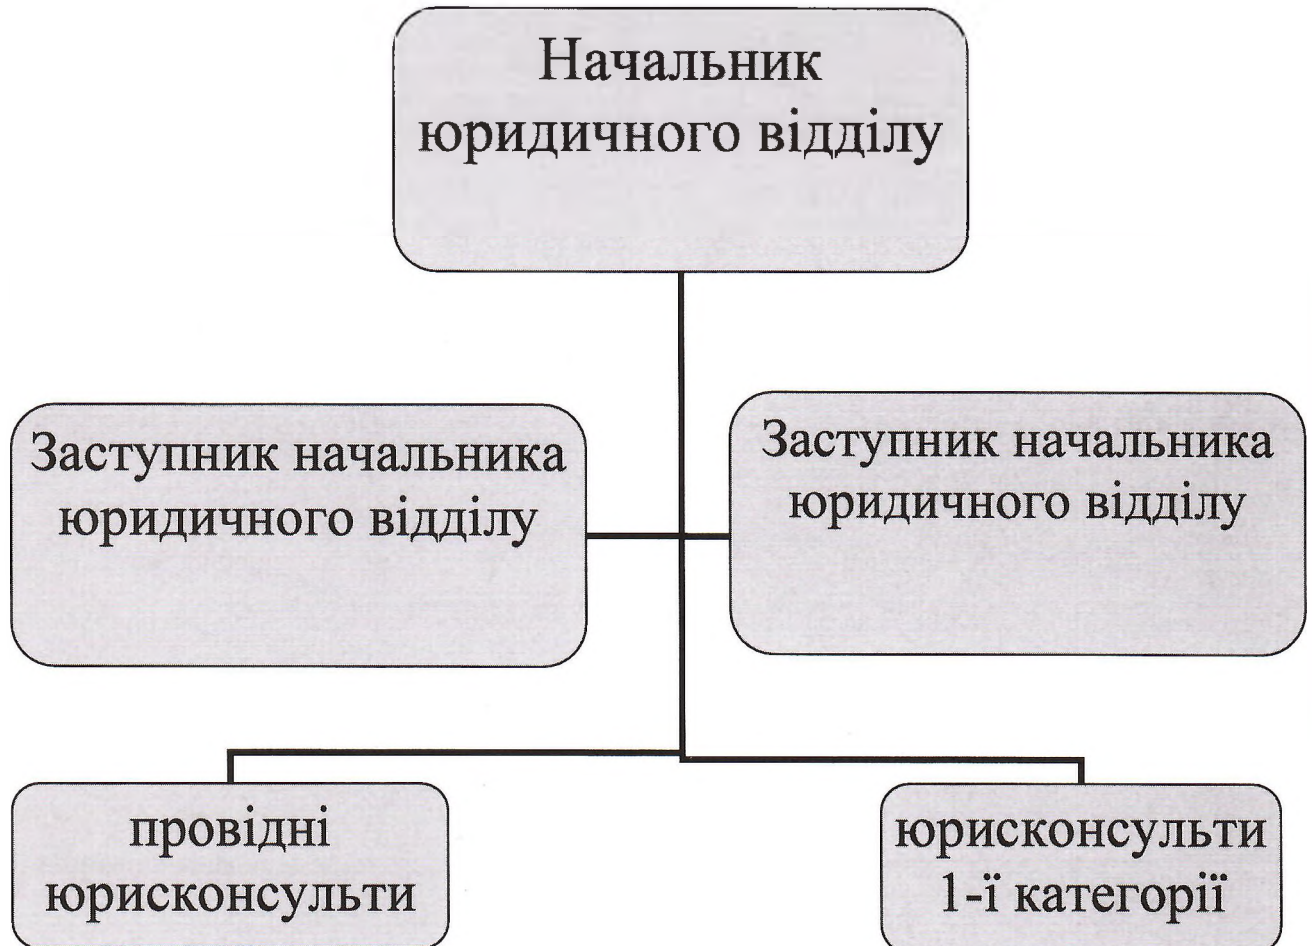 Начальник
юридичного відділу
Заступник начальника
юридичного відділу
Заступник начальника
юридичного відділу
провідні
юрисконсульти
юрисконсульти
1-ї категорії